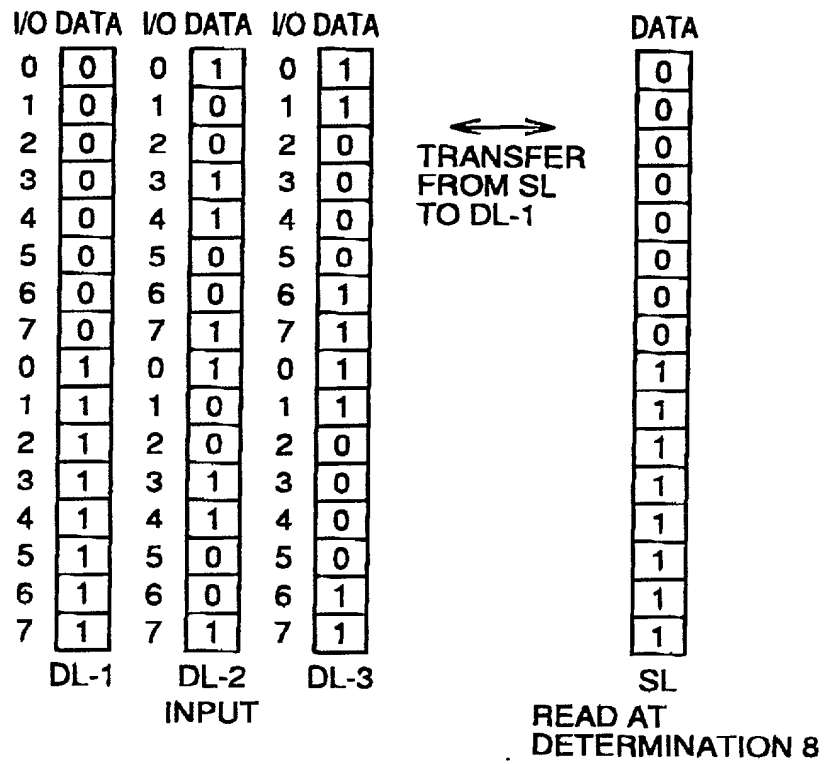 I/O DATA I/O DATA I/O DATA DATA
0 0 0 1 0 1 0
1 0 1 0 1 1 0
2 0 2 0 2 0 0
3 0 3 1 3 0 0
4 0 4 1 4 0 0
5 0 5 0 5 0 0
6 0 6 0 6 1 0
7 0 7 1 7 1 0
0 1 0 1 0 1 1
1 1 1 0 1 1 1
2 1 2 0 2 0 1
3 1 3 1 3 0 1
4 1 4 1 4 0 1
5 1 5 0 5 0 1
6 1 6 0 6 1 1
7 1 7 1 7 1 1
TRANSFER
FROM SL
TO DL-1
DL-1 DL-2 DL-3 SL
INPUT
READ AT
DETERMINATION 8